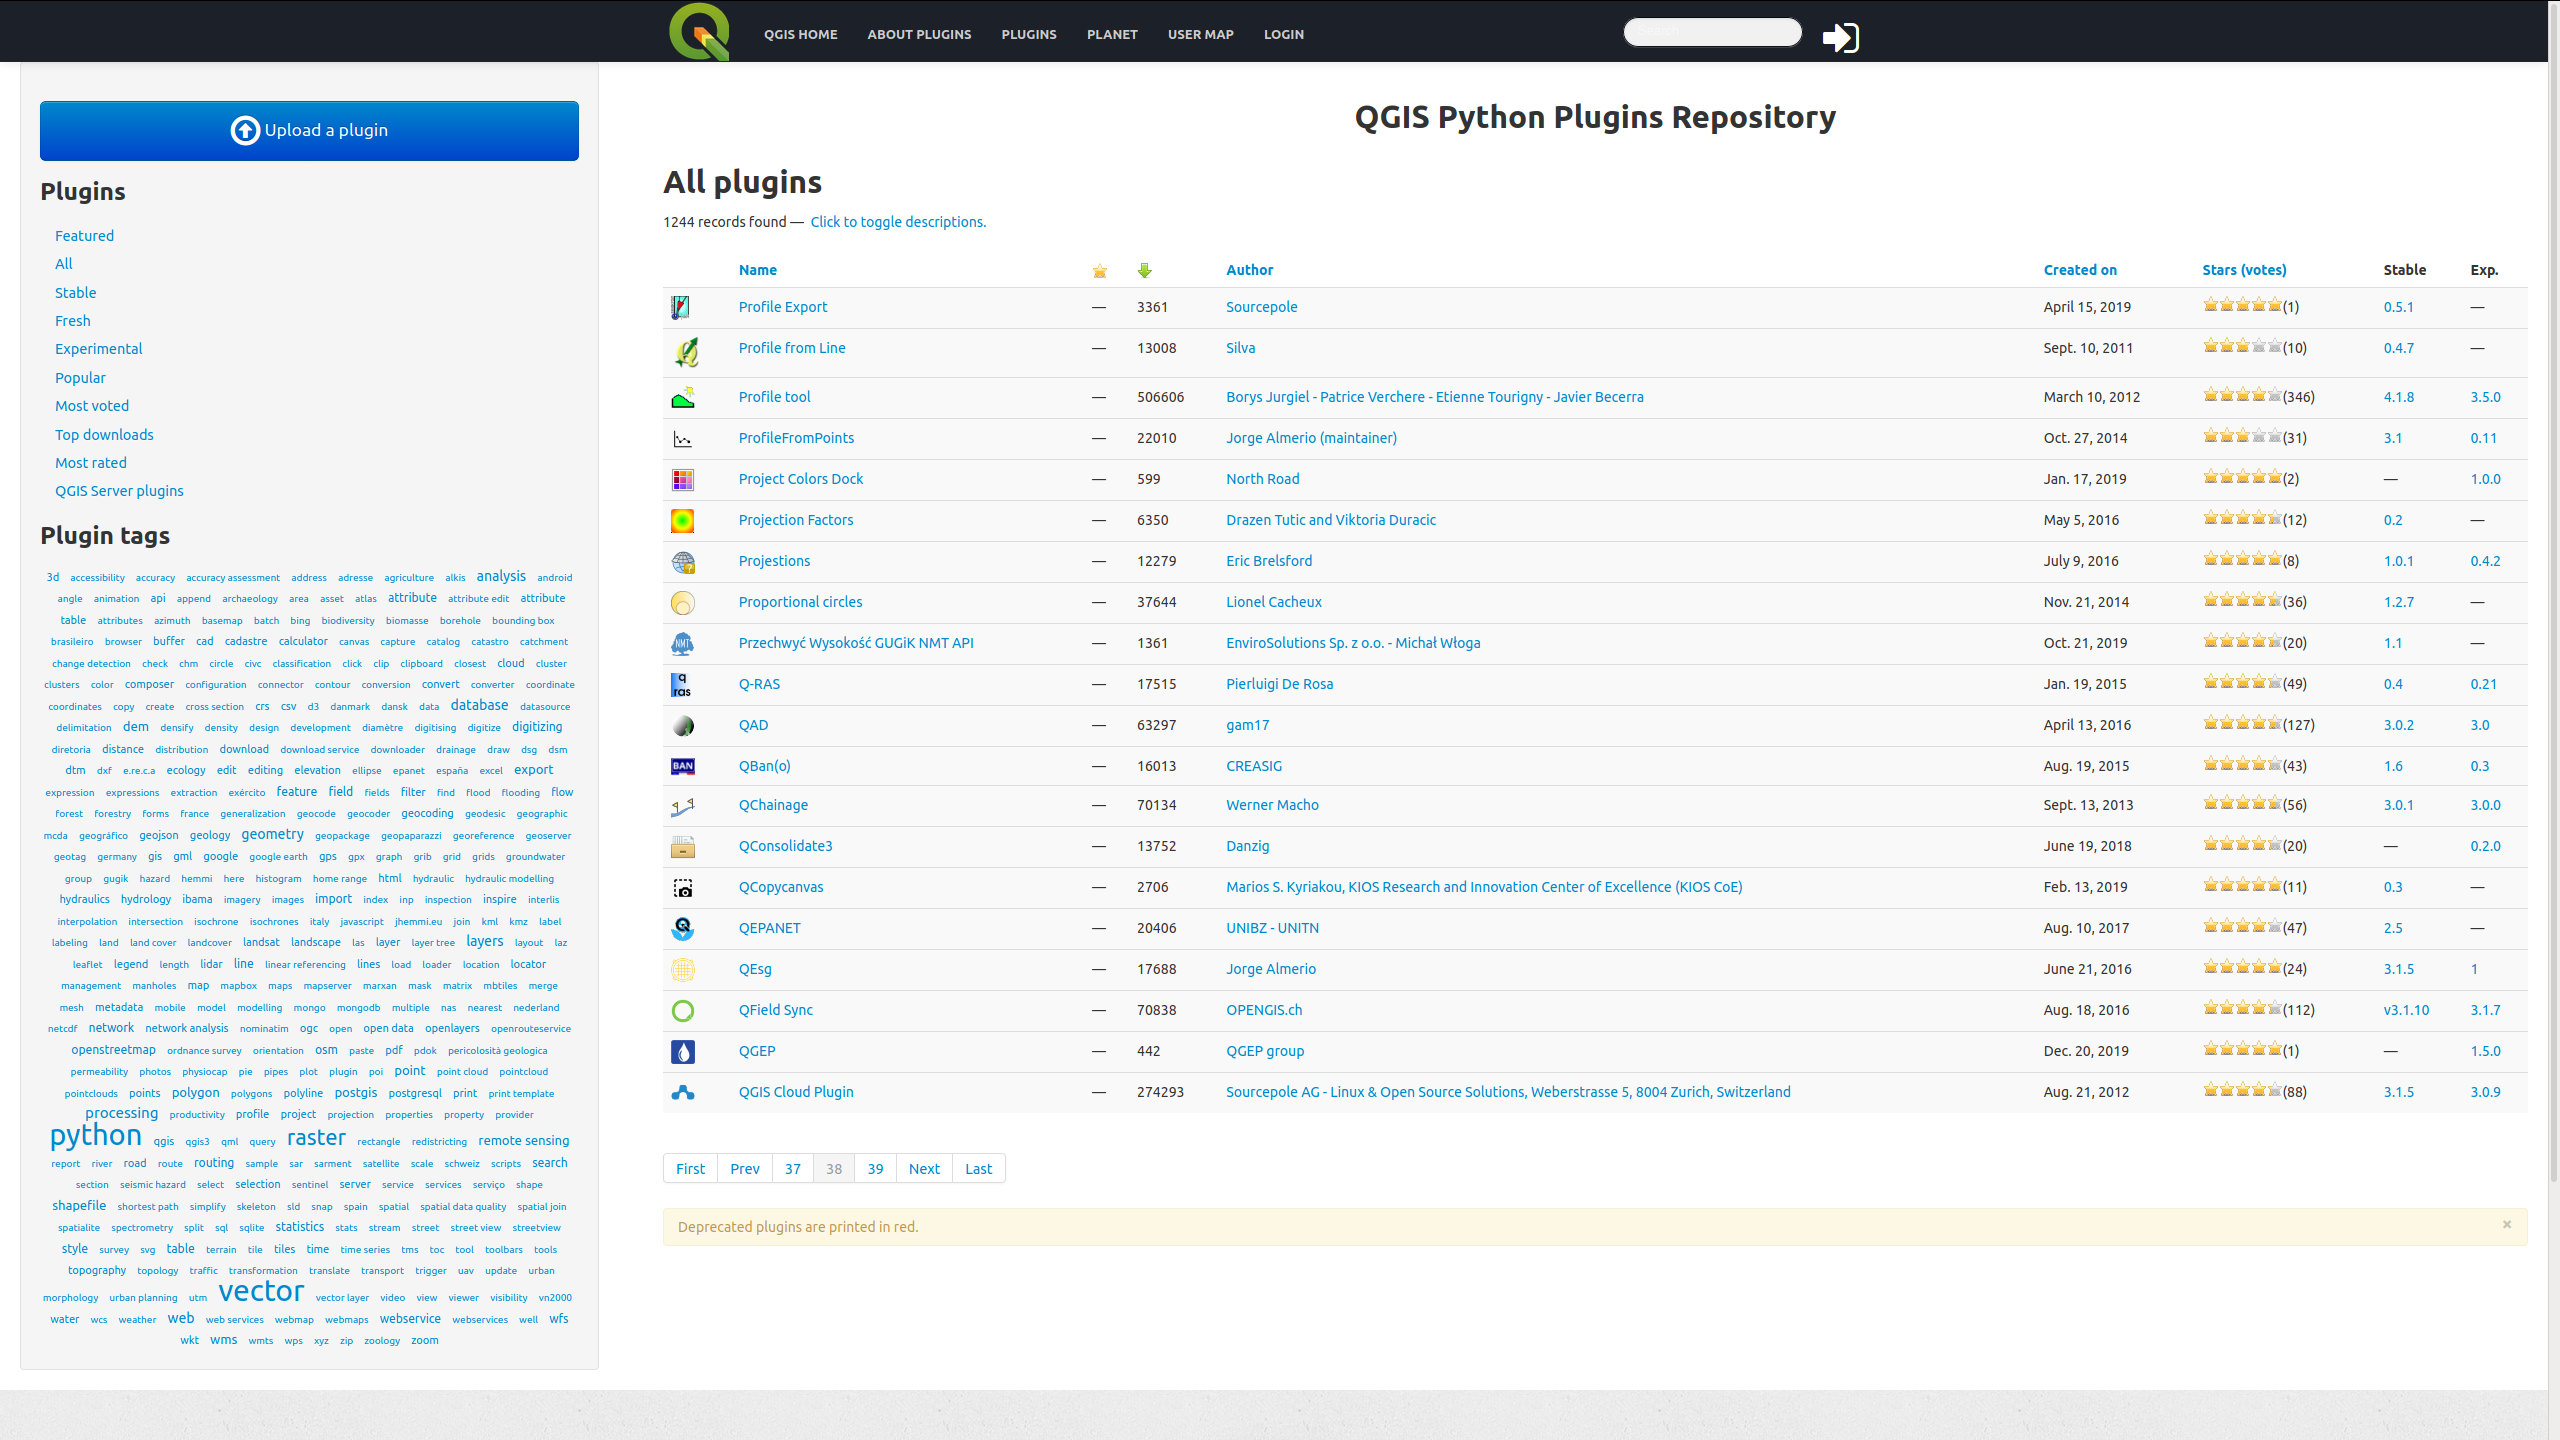 QGIS HOME ABOUT PLUGINS PLUGINS PLANET USER MAP LOGIN
Upload a plugin
Plugins
Featured
All
Stable
Fresh
Experimental
Popular
Most voted
Top downloads
Most rated
QGIS Server plugins
Plugin tags
3d accessibility accuracy accuracy assessment address adresse agriculture alkis analysis android
angle animation api append archaeology area asset atlas attribute attribute edit attribute
table attributes azimuth basemap batch bing biodiversity biomasse borehole bounding box
brasileiro browser buffer cad cadastre calculator canvas capture catalog catastro catchment
change detection check chm circle civc classification click clip clipboard closest cloud cluster
clusters color composer configuration connector contour conversion convert converter coordinate
coordinates copy create cross section crs csv d3 danmark dansk data database datasource
delimitation dem densify density design development diamètre digitising digitize digitizing
diretoria distance distribution download download service downloader drainage draw dsg dsm
dtm dxf e.re.c.a ecology edit editing elevation ellipse epanet españa excel export
expression expressions extraction exército feature field fields filter find flood flooding flow
forest forestry forms france generalization geocode geocoder geocoding geodesic geographic
mcda geográfico geojson geology geometry geopackage geopaparazzi georeference geoserver
geotag germany gis gml google google earth gps gpx graph grib grid grids groundwater
group gugik hazard hemmi here histogram home range html hydraulic hydraulic modelling
hydraulics hydrology ibama imagery images import index inp inspection inspire interlis
interpolation intersection isochrone isochrones italy javascript jhemmi.eu join kml kmz label
labeling land land cover landcover landsat landscape las layer layer tree layers layout laz
leaflet legend length lidar line linear referencing lines load loader location locator
management manholes map mapbox maps mapserver marxan mask matrix mbtiles merge
mesh metadata mobile model modelling mongo mongodb multiple nas nearest nederland
netcdf network network analysis nominatim ogc open open data openlayers openrouteservice
openstreetmap ordnance survey orientation osm paste pdf pdok pericolosità geologica
permeability photos physiocap pie pipes plot plugin poi point point cloud pointcloud
pointclouds points polygon polygons polyline postgis postgresql print print template
processing productivity profile project projection properties property provider
python qgis qgis3 qml query raster rectangle redistricting remote sensing
report river road route routing sample sar sarment satellite scale schweiz scripts search
section seismic hazard select selection sentinel server service services serviço shape
shapefile shortest path simplify skeleton sld snap spain spatial spatial data quality spatial join
spatialite spectrometry split sql sqlite statistics stats stream street street view streetview
style survey svg table terrain tile tiles time time series tms toc tool toolbars tools
topography topology traffic transformation translate transport trigger uav update urban
morphology urban planning utm vector vector layer video view viewer visibility vn2000
water wcs weather web web services webmap webmaps webservice webservices well wfs
wkt wms wmts wps xyz zip zoology zoom
QGIS Python Plugins Repository
All plugins
1244 records found — Click to toggle descriptions.
Name Author Created on Stars (votes) Stable Exp.
Profile Export — 3361 Sourcepole April 15, 2019 (1) 0.5.1 —
Profile from Line — 13008 Silva Sept. 10, 2011 (10) 0.4.7 —
Profile tool — 506606 Borys Jurgiel - Patrice Verchere - Etienne Tourigny - Javier Becerra March 10, 2012 (346) 4.1.8 3.5.0
ProfileFromPoints — 22010 Jorge Almerio (maintainer) Oct. 27, 2014 (31) 3.1 0.11
Project Colors Dock — 599 North Road Jan. 17, 2019 (2) — 1.0.0
Projection Factors — 6350 Drazen Tutic and Viktoria Duracic May 5, 2016 (12) 0.2 —
Projestions — 12279 Eric Brelsford July 9, 2016 (8) 1.0.1 0.4.2
Proportional circles — 37644 Lionel Cacheux Nov. 21, 2014 (36) 1.2.7 —
NMT Przechwyć Wysokość GUGiK NMT API — 1361 EnviroSolutions Sp. z o.o. - Michał Włoga Oct. 21, 2019 (20) 1.1 —
q ras Q-RAS — 17515 Pierluigi De Rosa Jan. 19, 2015 (49) 0.4 0.21
QAD — 63297 gam17 April 13, 2016 (127) 3.0.2 3.0
BAN QBan(o) — 16013 CREASIG Aug. 19, 2015 (43) 1.6 0.3
QChainage — 70134 Werner Macho Sept. 13, 2013 (56) 3.0.1 3.0.0
QConsolidate3 — 13752 Danzig June 19, 2018 (20) — 0.2.0
QCopycanvas — 2706 Marios S. Kyriakou, KIOS Research and Innovation Center of Excellence (KIOS CoE) Feb. 13, 2019 (11) 0.3 —
QEPANET — 20406 UNIBZ - UNITN Aug. 10, 2017 (47) 2.5 —
QEsg — 17688 Jorge Almerio June 21, 2016 (24) 3.1.5 1
QField Sync — 70838 OPENGIS.ch Aug. 18, 2016 (112) v3.1.10 3.1.7
QGEP — 442 QGEP group Dec. 20, 2019 (1) — 1.5.0
QGIS Cloud Plugin — 274293 Sourcepole AG - Linux & Open Source Solutions, Weberstrasse 5, 8004 Zurich, Switzerland Aug. 21, 2012 (88) 3.1.5 3.0.9
First Prev 37 38 39 Next Last
Deprecated plugins are printed in red. ×